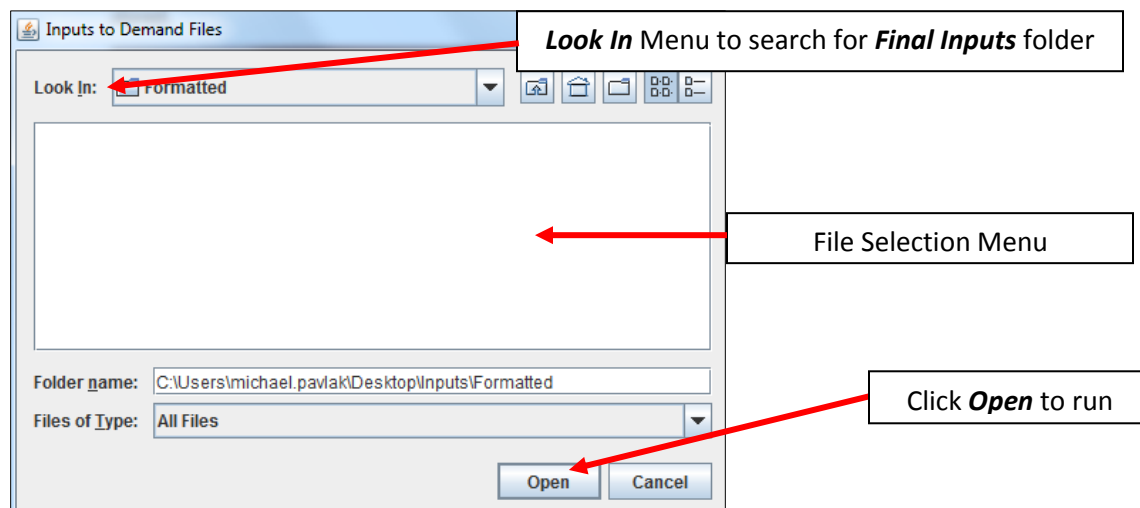 Inputs to Demand Files
Look In Menu to search for Final Inputs folder
Look In: Formatted
File Selection Menu
Folder name: C:\Users\michael.pavlak\Desktop\Inputs\Formatted
Click Open to run
Files of Type: All Files
Open Cancel